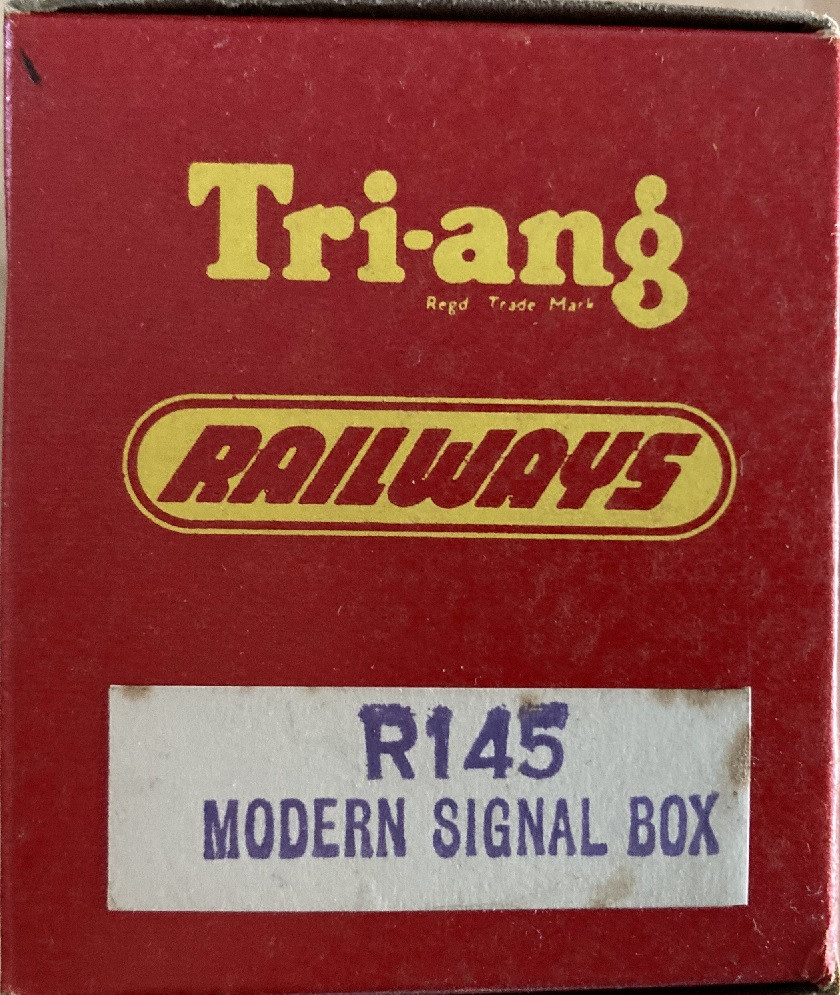 Tri-ang
Regd Trade Mark
RAILWAYS
R145
MODERN SIGNAL BOX